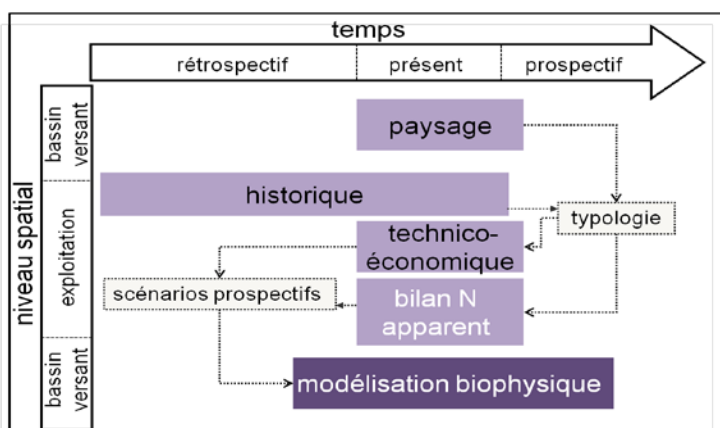 temps
rétrospectif
présent
prospectif
niveau spatial
bassin
versant
paysage
exploitation
historique
typologie
technico-
économique
scénarios prospectifs
bilan N
apparent
bassin
versant
modélisation biophysique